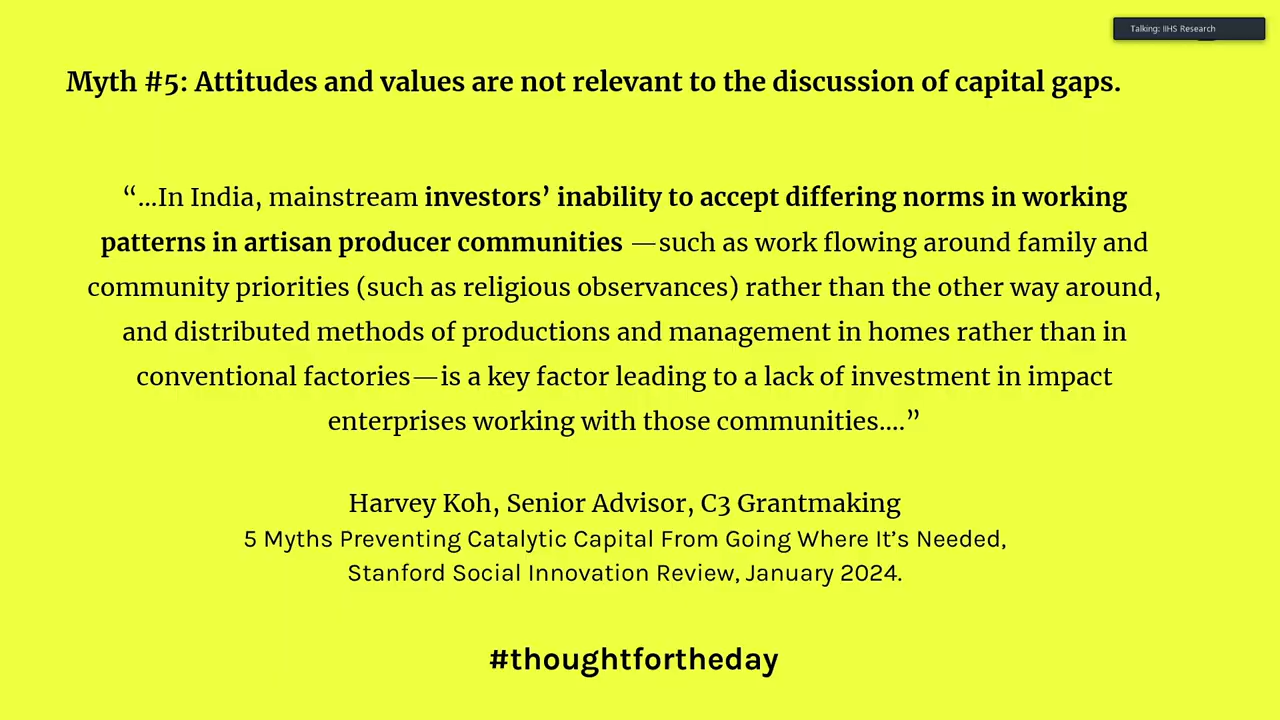 Talking: IIHS Research
Myth #5: Attitudes and values are not relevant to the discussion of capital gaps.
“...In India, mainstream investors’ inability to accept differing norms in working
patterns in artisan producer communities —such as work flowing around family and
community priorities (such as religious observances) rather than the other way around,
and distributed methods of productions and management in homes rather than in
conventional factories—is a key factor leading to a lack of investment in impact
enterprises working with those communities....”
Harvey Koh, Senior Advisor, C3 Grantmaking
5 Myths Preventing Catalytic Capital From Going Where It’s Needed,
Stanford Social Innovation Review, January 2024.
#thoughtfortheday